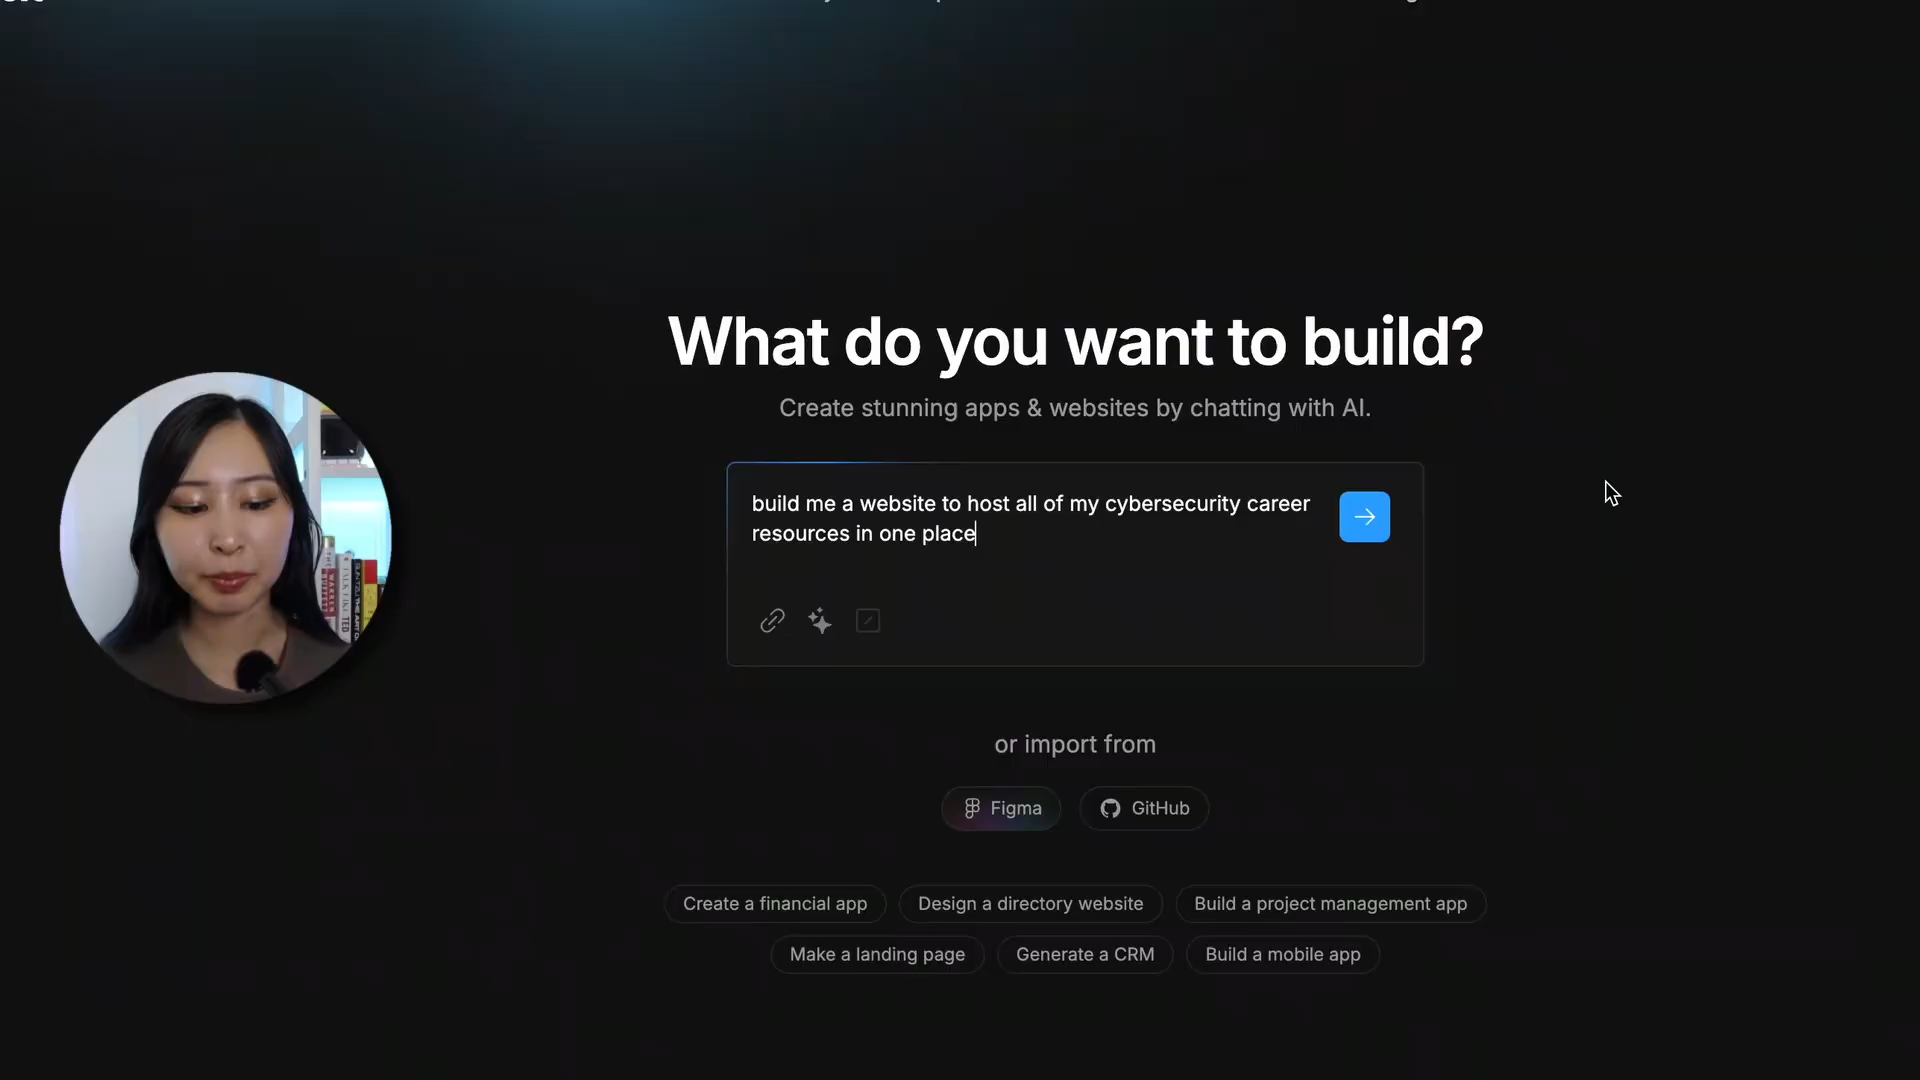 What do you want to build?
Create stunning apps & websites by chatting with AI.
build me a website to host all of my cybersecurity career
resources in one place
or import from
Figma
GitHub
Create a financial app
Design a directory website
Build a project management app
Make a landing page
Generate a CRM
Build a mobile app